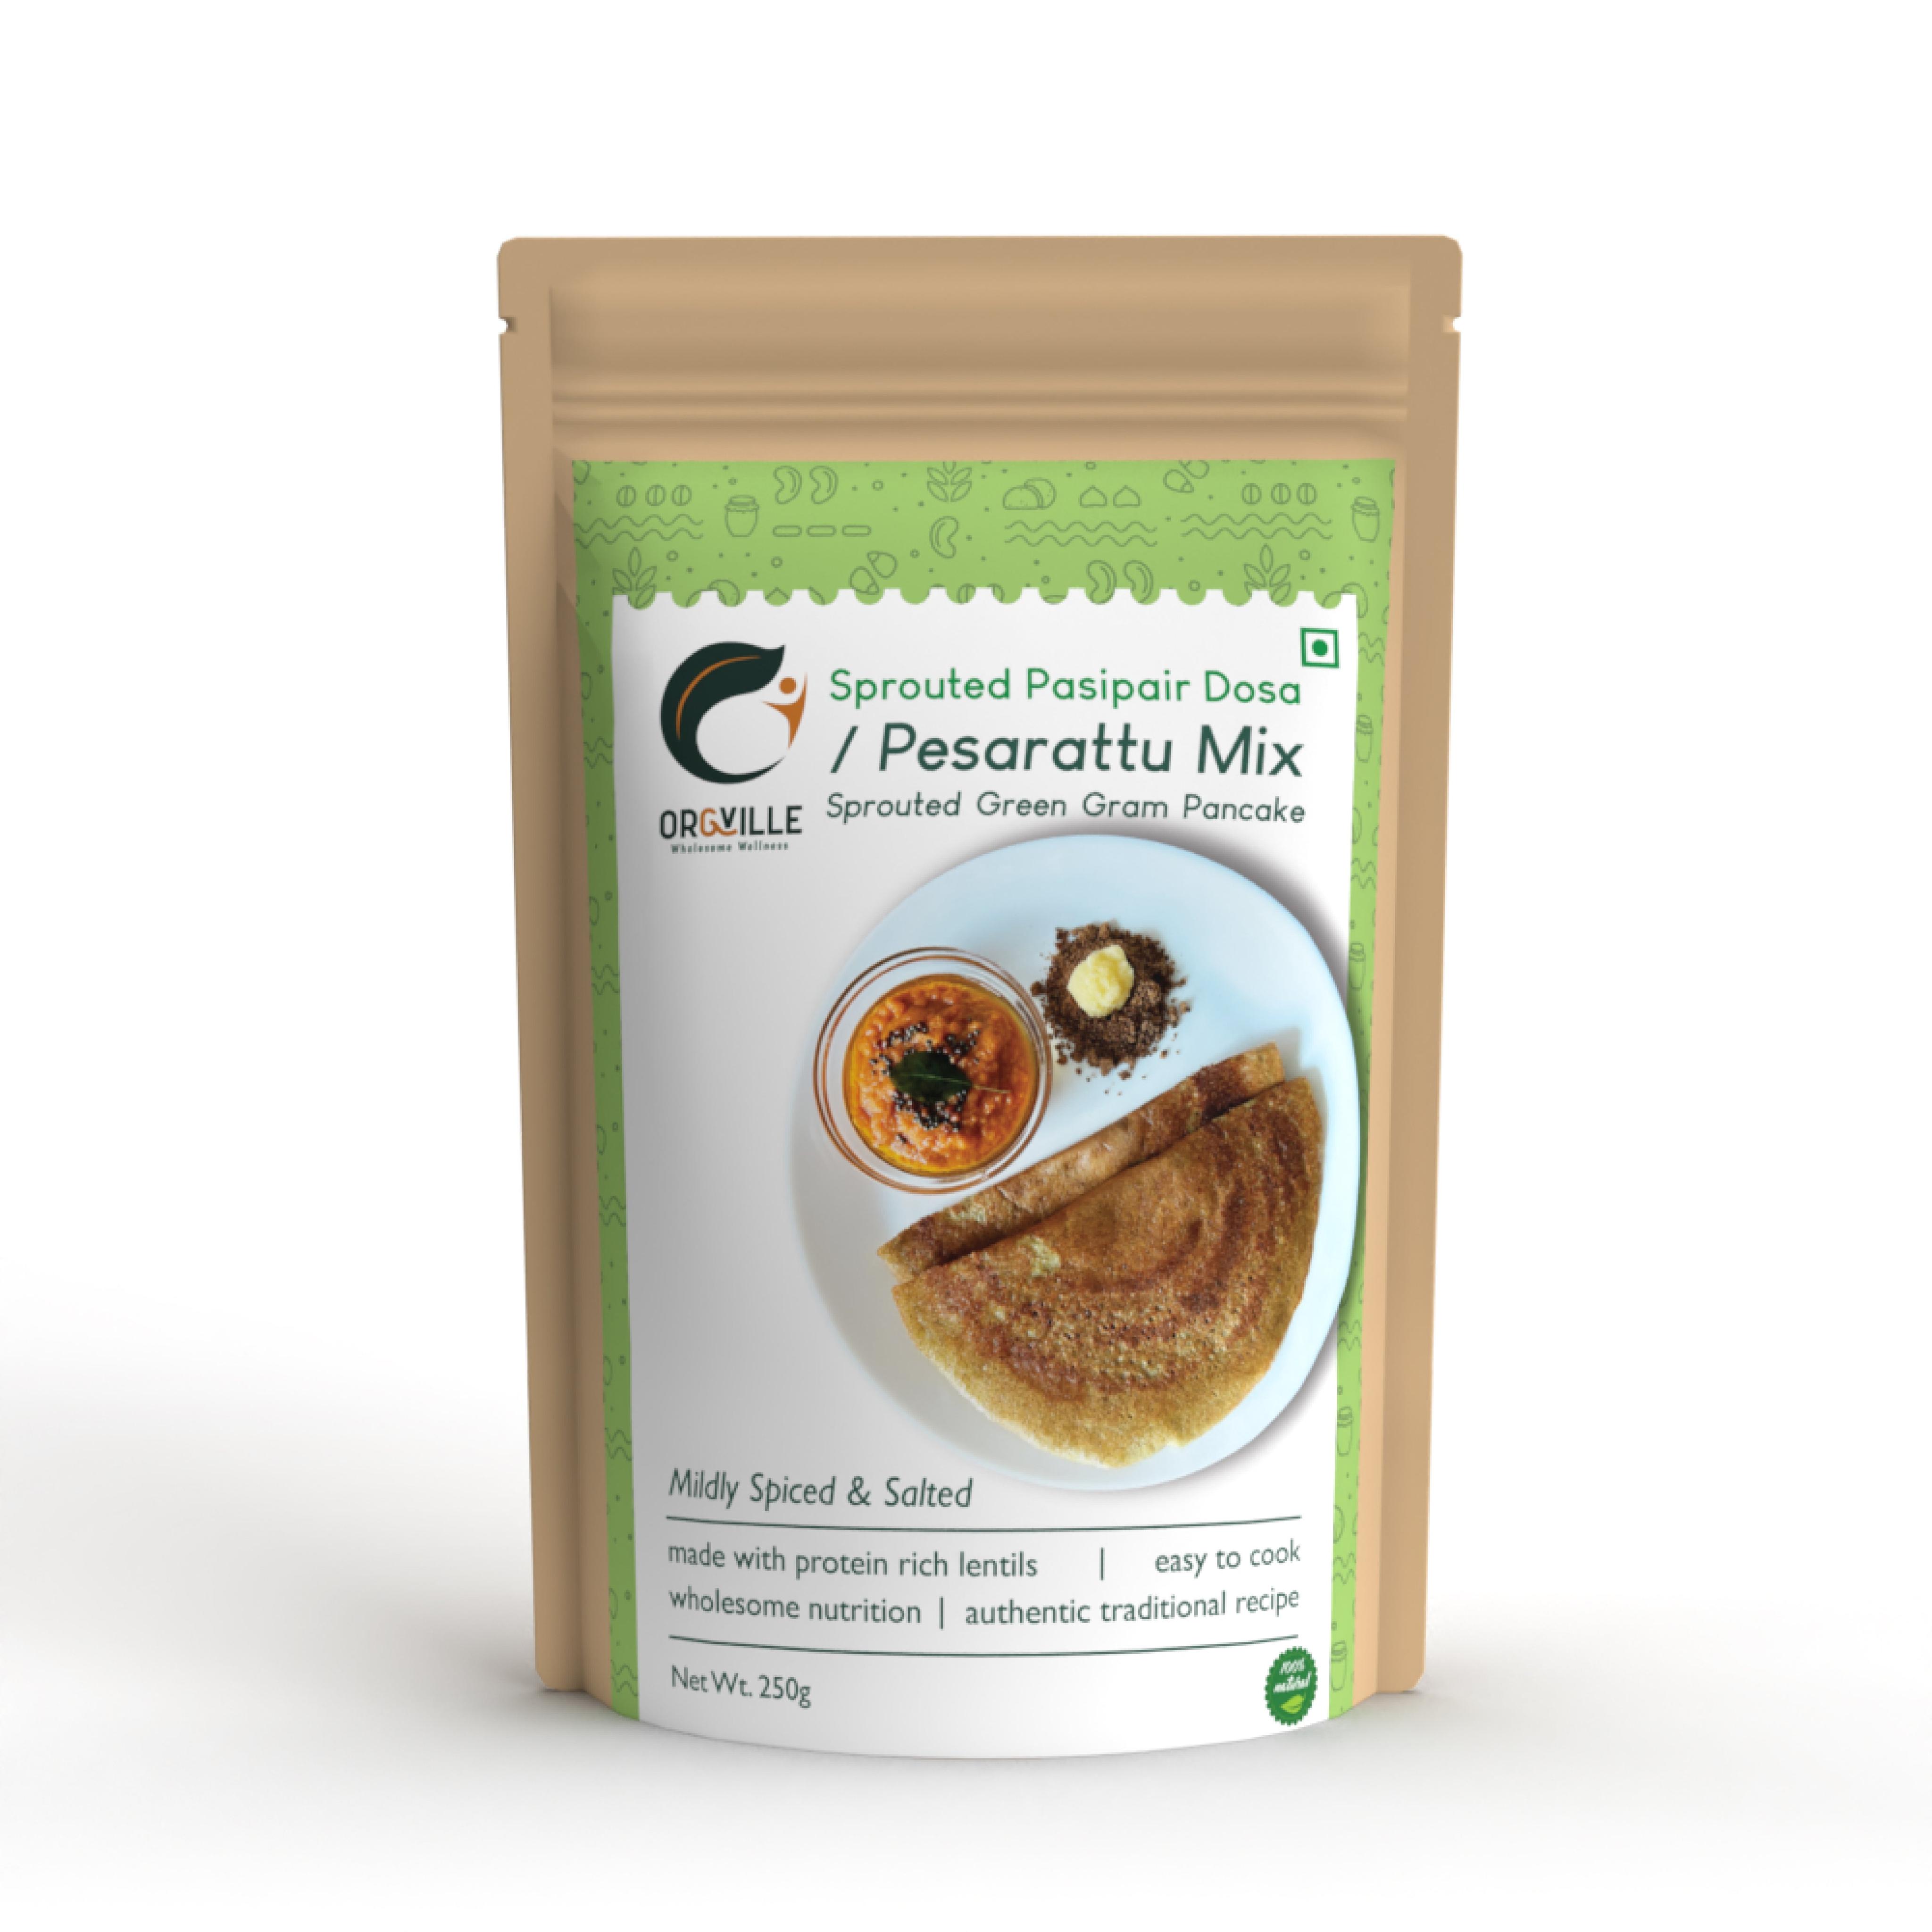 Sprouted Pasipair Dosa
/ Pesarattu Mix
Sprouted Green Gram Pancake
ORGVILLE
Wholesome Wellness
Mildly Spiced & Salted
made with protein rich lentils | easy to cook
wholesome nutrition | authentic traditional recipe
Net Wt. 250g
100%
natural